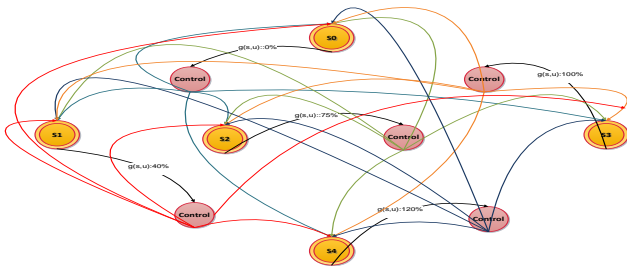 S0
g(s,u)::0%
Control
Control
g(s,u)::100%
S1
S2
g(s,u)::75%
Control
S3
g(s,u):40%
Control
g(s,u)::120%
Control
S4